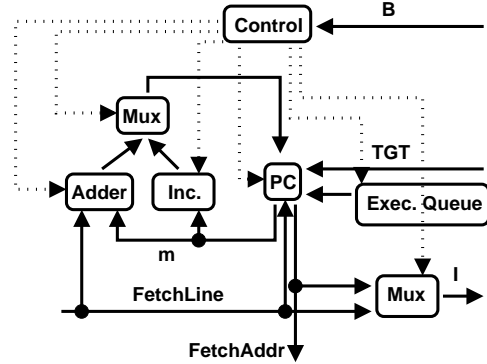 Control
B
Mux
TGT
Adder
Inc.
PC
Exec. Queue
m
FetchLine
Mux
I
FetchAddr